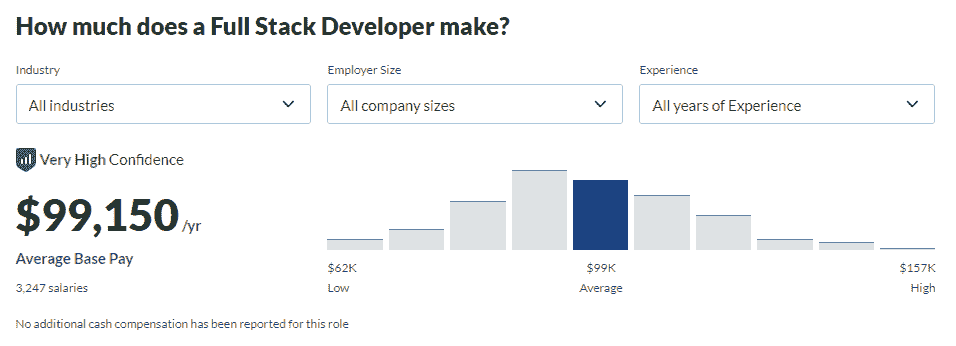 How much does a Full Stack Developer make?
Industry Employer Size Experience
All industries All company sizes All years of Experience
Very High Confidence
$99,150 /yr
Average Base Pay
3,247 salaries
$62K $99K $157K
Low Average High
No additional cash compensation has been reported for this role